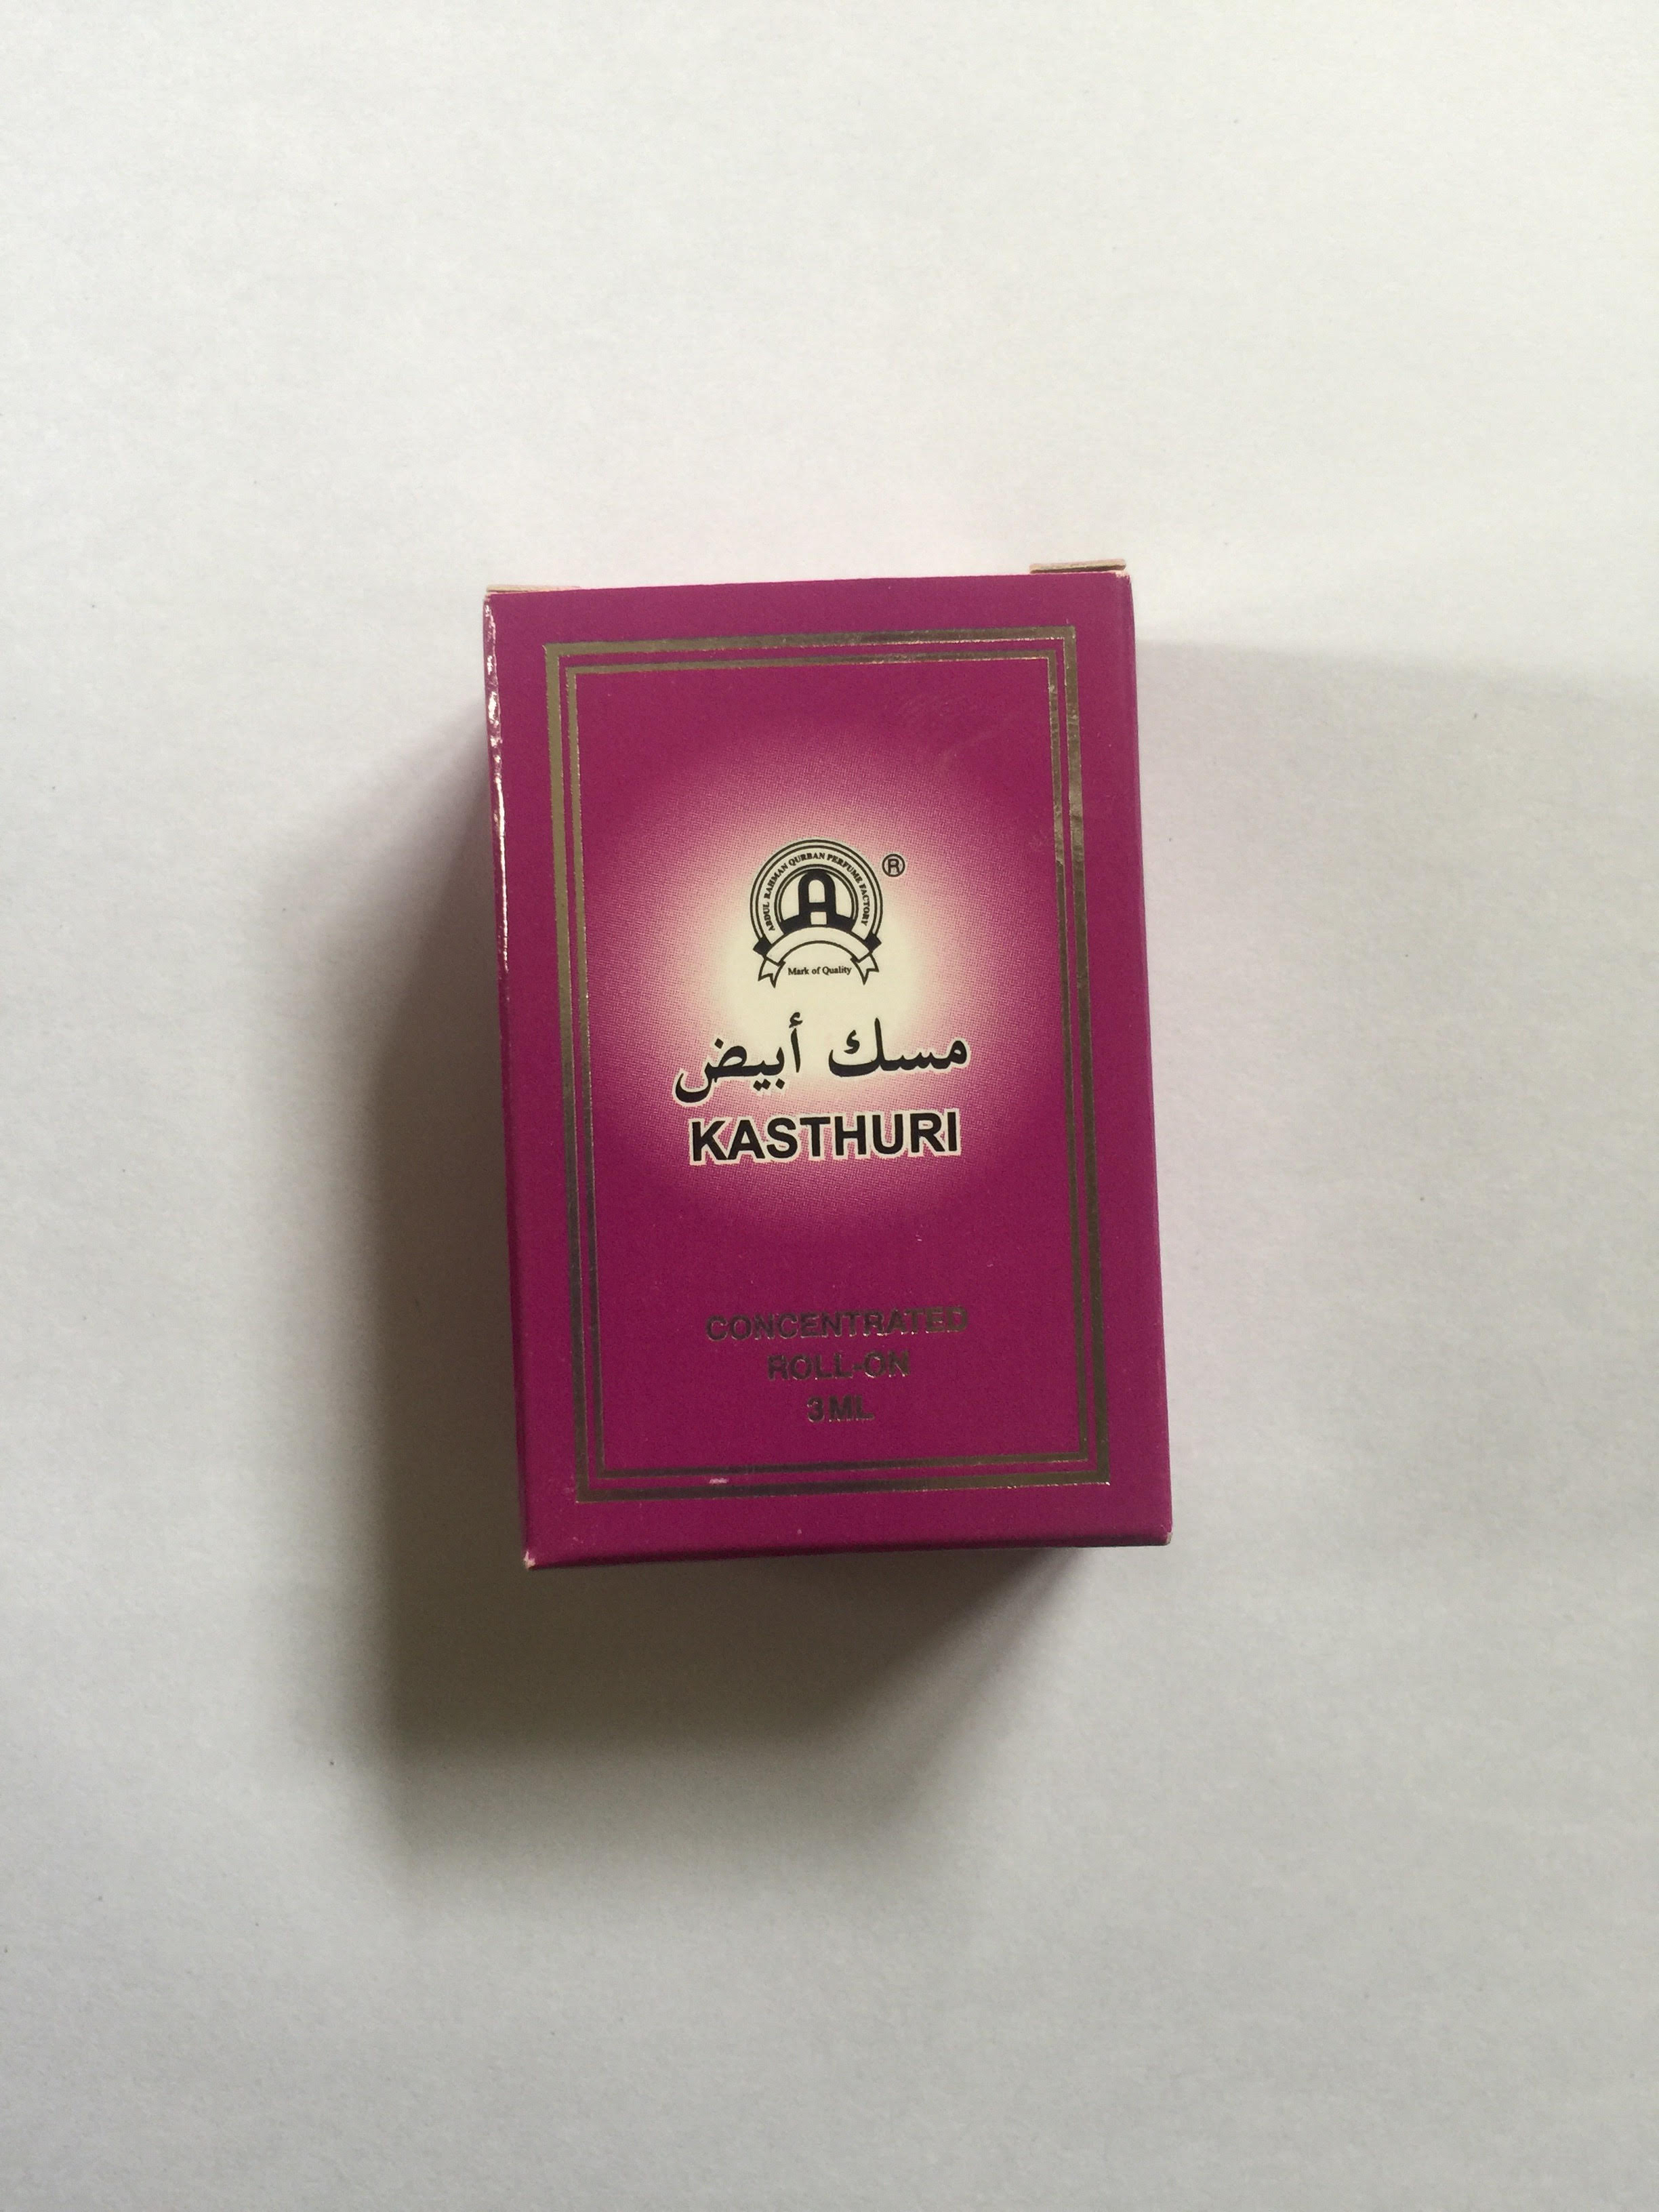 ABDUL RAHMAN QURBAN PERFUME FACTORY
®
A
Mark of Quality
مسك أبيض
KASTHURI
CONCENTRATED
ROLL-ON
3 ML